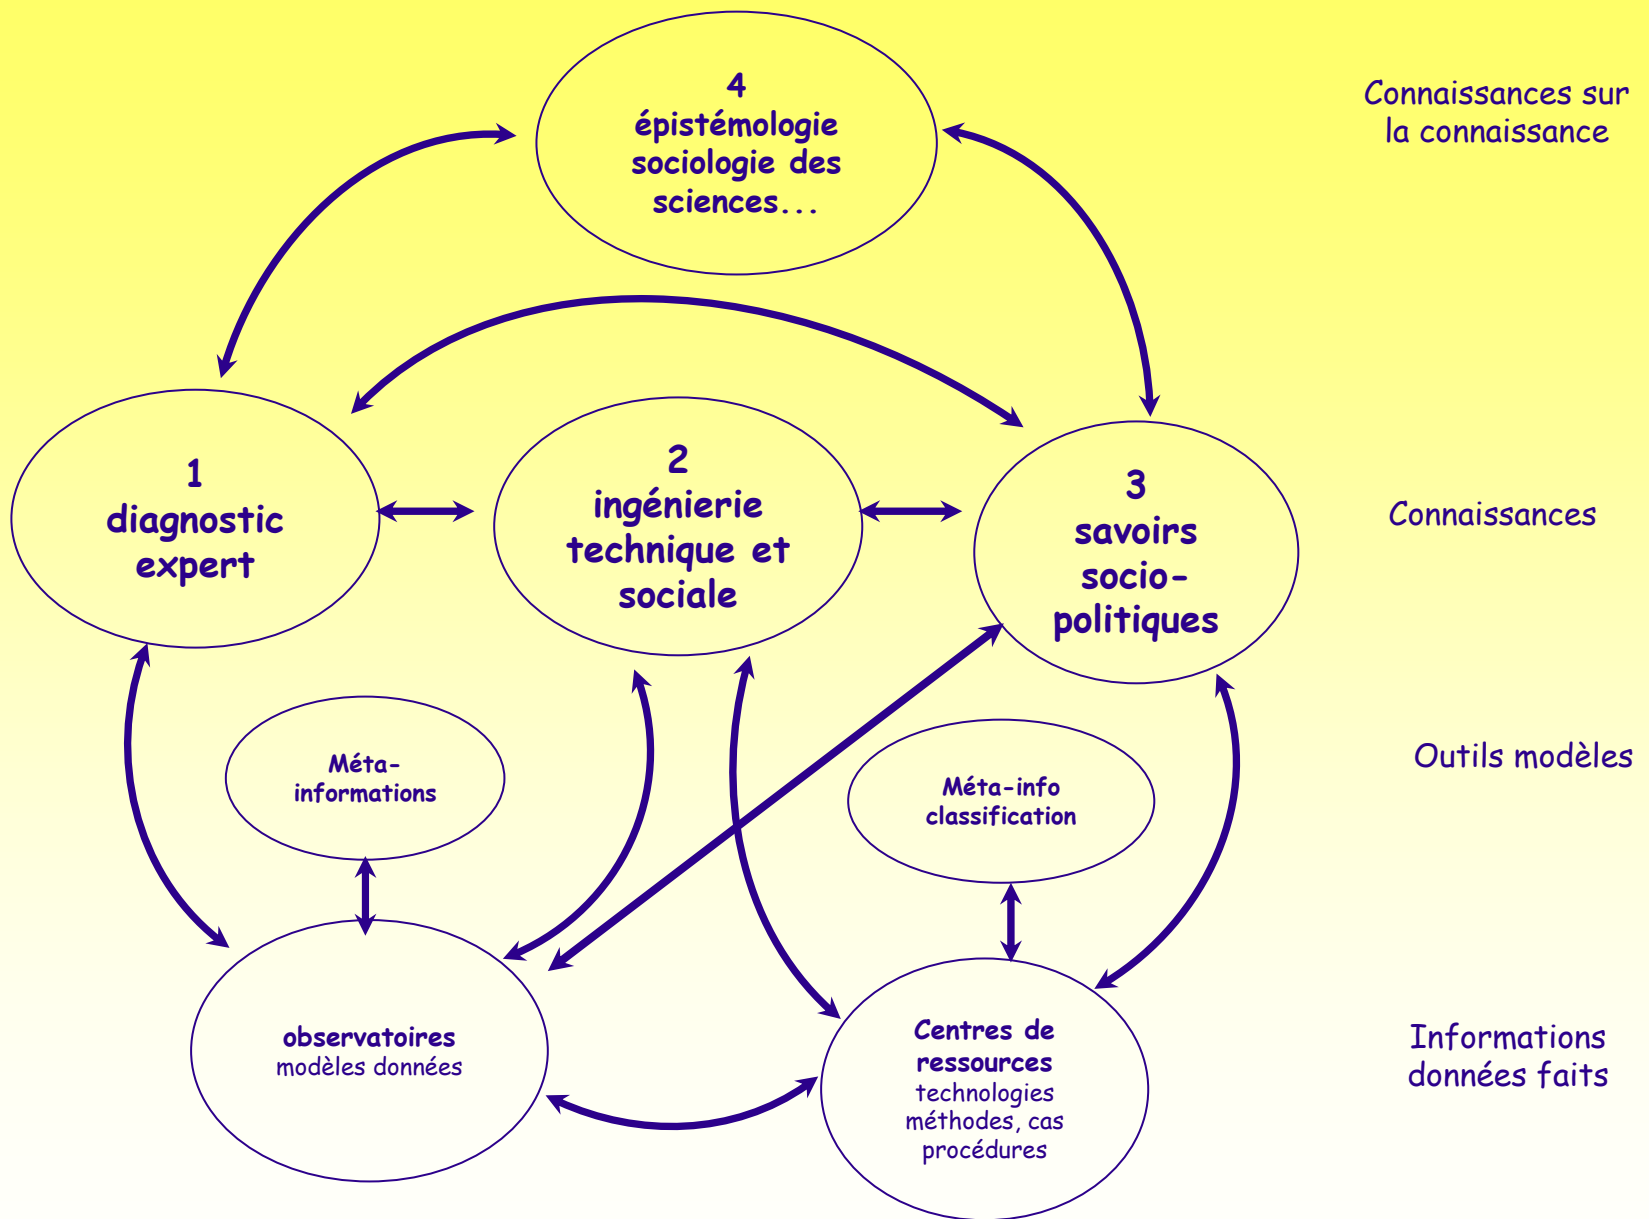 4
épistémologie
sociologie des
sciences...
Connaissances sur
la connaissance
1
diagnostic
expert
2
ingénierie
technique et
sociale
3
savoirs
socio-
politiques
Connaissances
Méta-
informations
Méta-info
classification
Outils modèles
observatoires
modèles données
Centres de
ressources
technologies
méthodes, cas
procédures
Informations
données faits